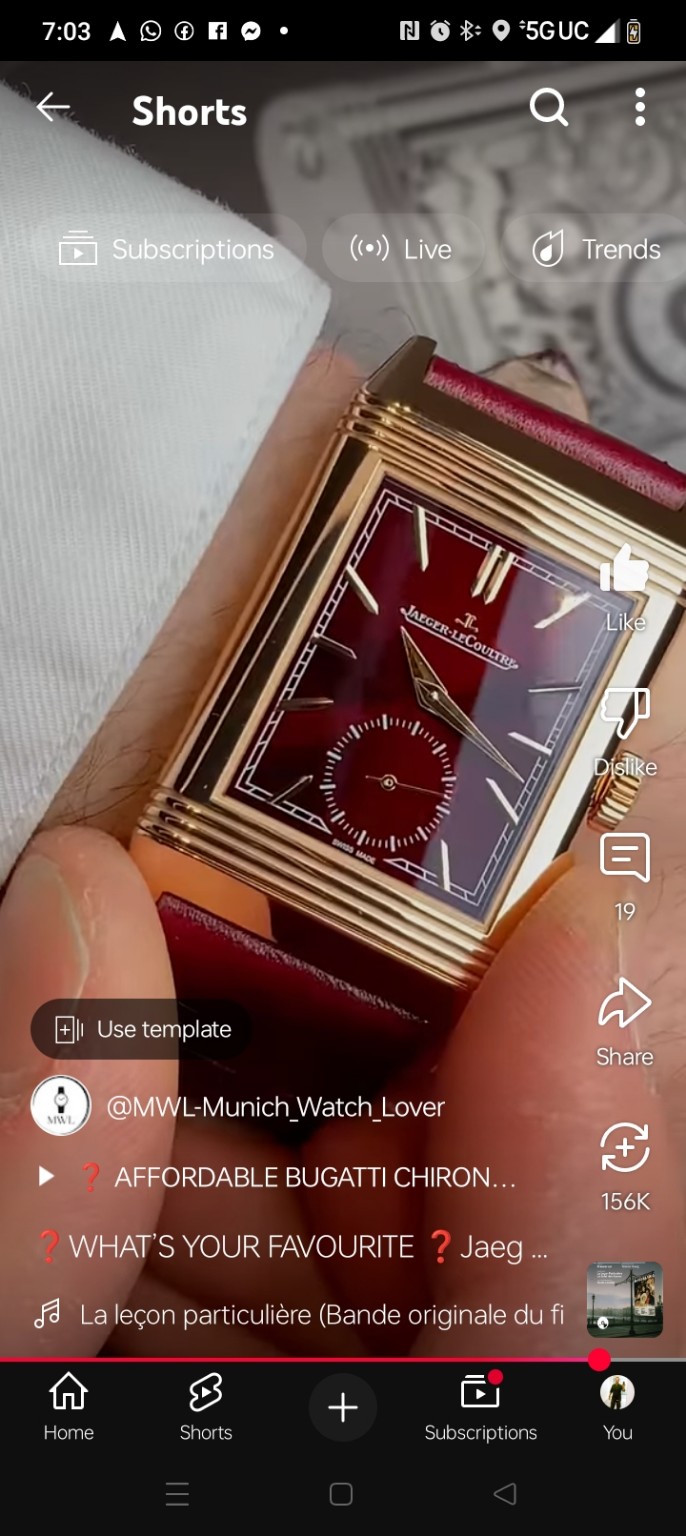 7:03
5G UC
Shorts
Subscriptions
Live
Trends
JAEGER-LECOULTRE
SWISS MADE
Like
Dislike
19
Share
156K
Use template
MWL
@MWL-Munich_Watch_Lover
❓ AFFORDABLE BUGATTI CHIRON...
❓WHAT’S YOUR FAVOURITE ❓Jaeg ...
La leçon particulière (Bande originale du fi
Home
Shorts
Subscriptions
You